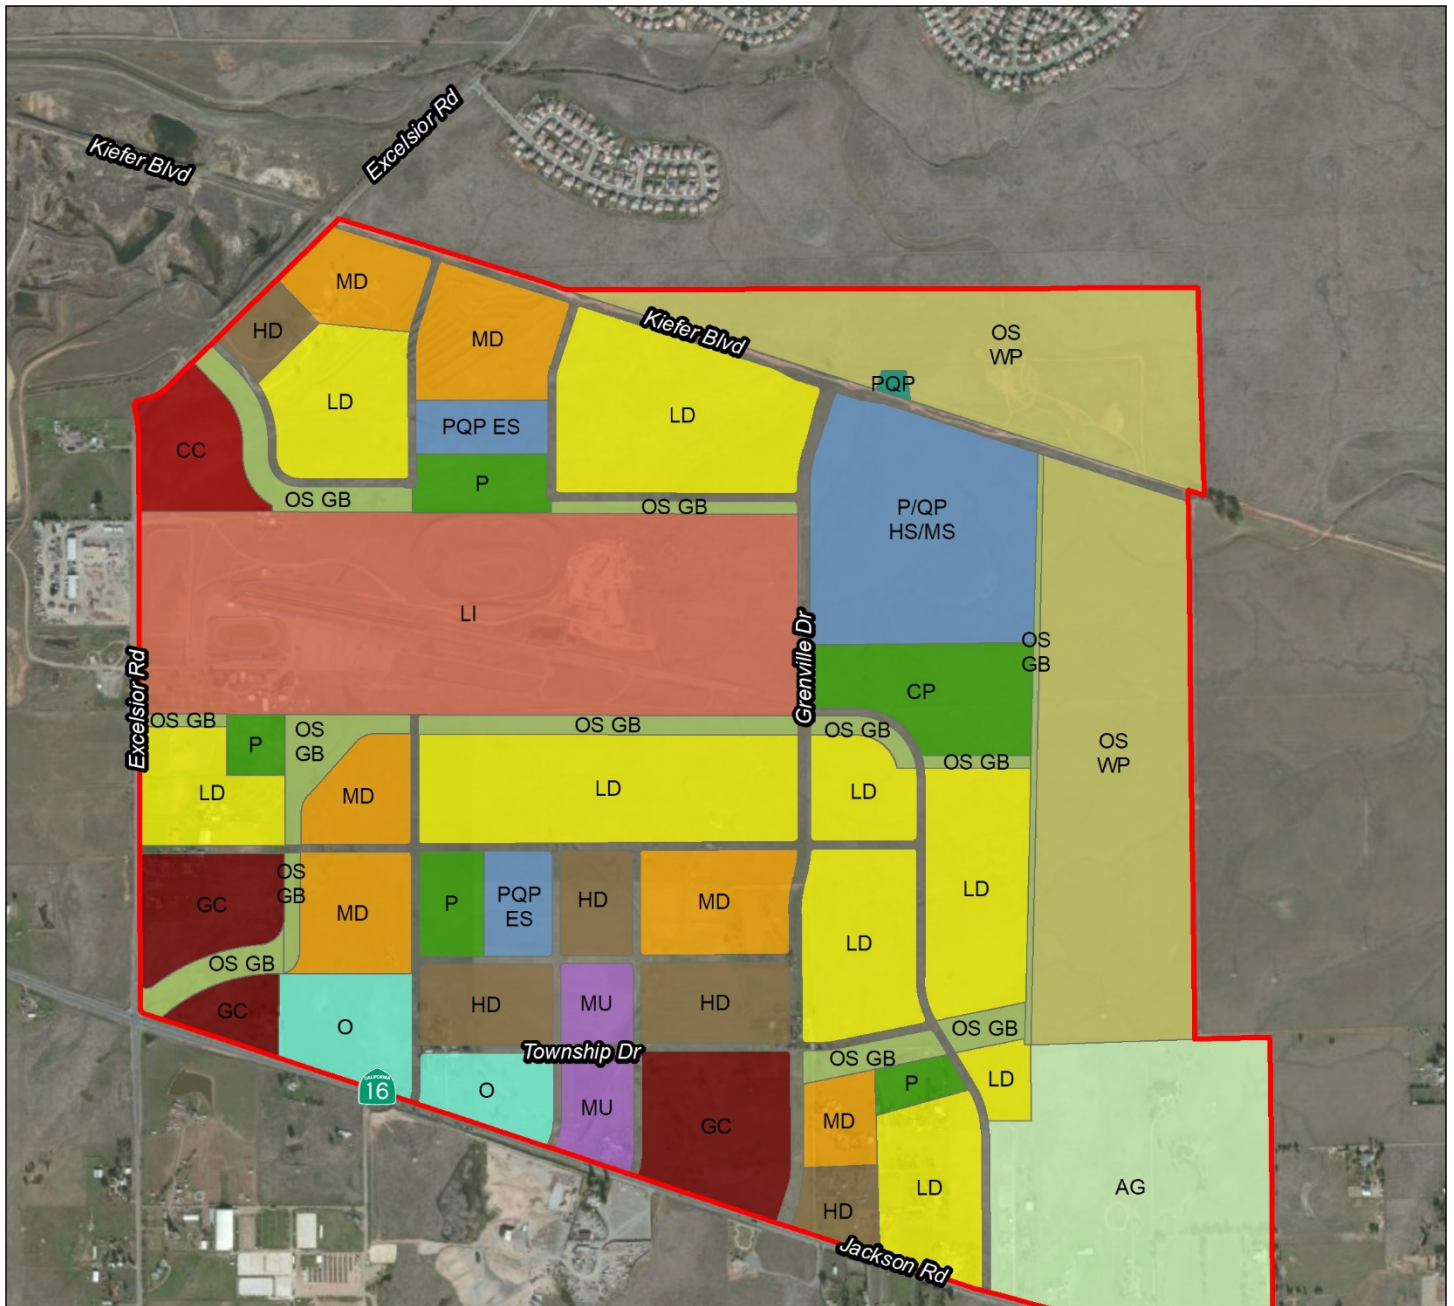 Kiefer Blvd
Excelsior Rd
MD
HD
MD
Kiefer Blvd
OS
WP
PQP
LD
LD
CC
PQP ES
P
OS GB
OS GB
P/QP
HS/MS
LI
Excelsior Rd
Grenville Dr
OS
GB
CP
OS GB
P
OS
GB
OS GB
OS GB
OS GB
OS
WP
LD
MD
LD
LD
LD
GC
OS
GB
MD
P
PQP
ES
HD
MD
LD
OS GB
GC
O
HD
MU
HD
OS GB
OS GB
Township Dr
CALIFORNIA
16
O
MU
GC
MD
P
LD
HD
LD
AG
Jackson Rd